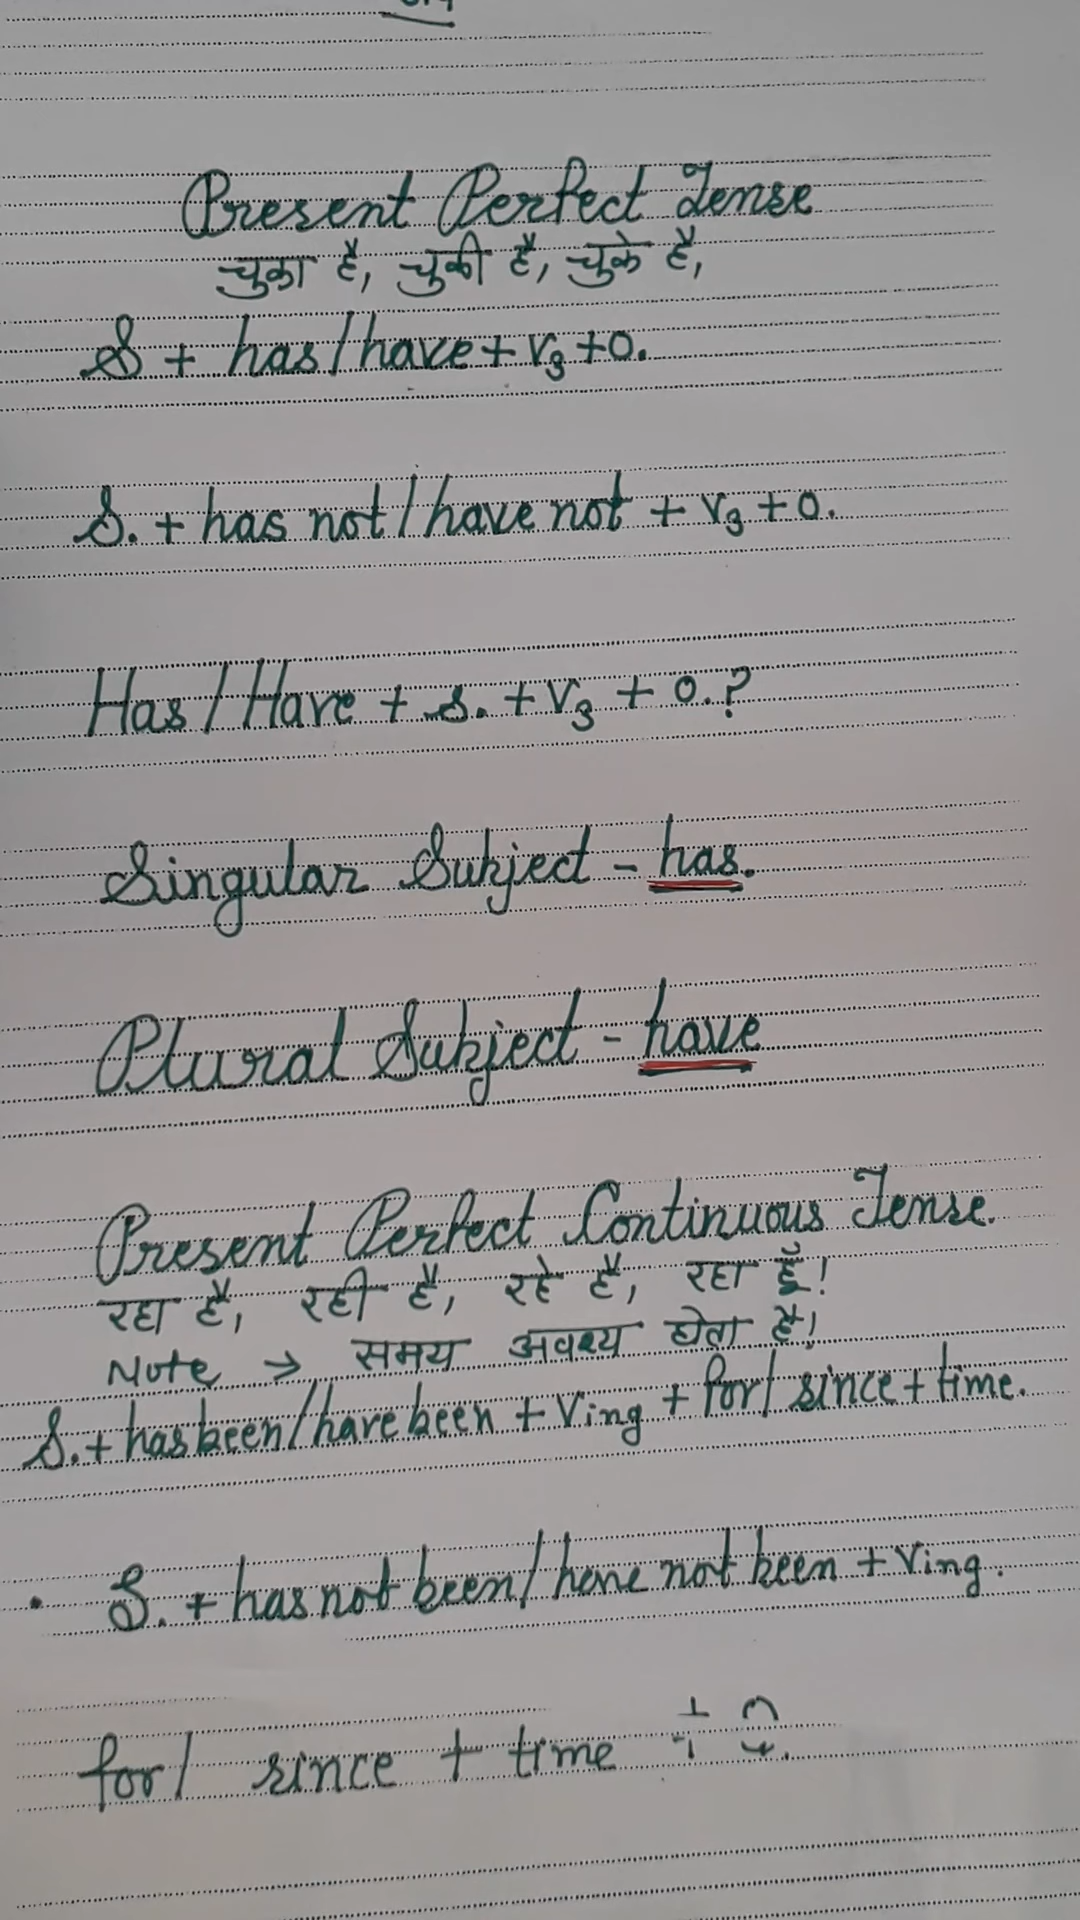 Present Perfect Tense
चुका है, चुकी है, चुके है,
S + has/have + V3 + O.
S. + has not/have not + V3 + O.
Has/Have + S. + V3 + O.?
Singular Subject - has.
Plural Subject - have
Present Perfect Continuous Tense.
रहा है, रही है, रहे है, रहा हूँ!
Note → समय अवश्य होता है।
S. + has been/have been + Ving + for/ since + time.
S. + has not been/have not been + Ving.
for/ since + time +